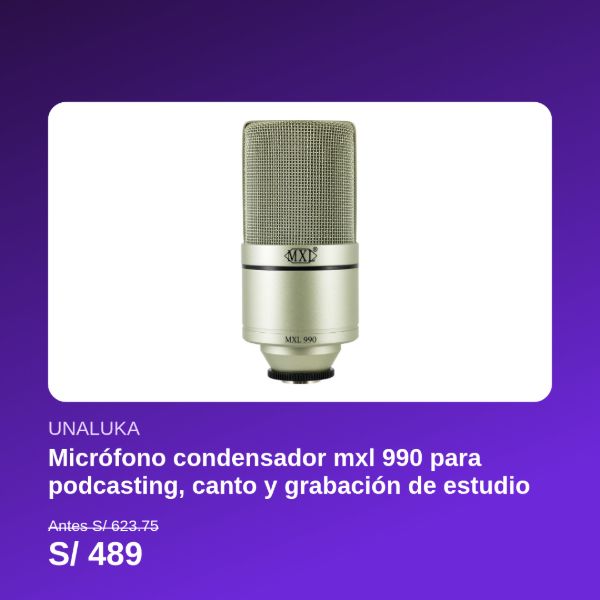 MXL®
MXL 990
UNALUKA
Micrófono condensador mxl 990 para
podcasting, canto y grabación de estudio
Antes S/ 623.75
S/ 489